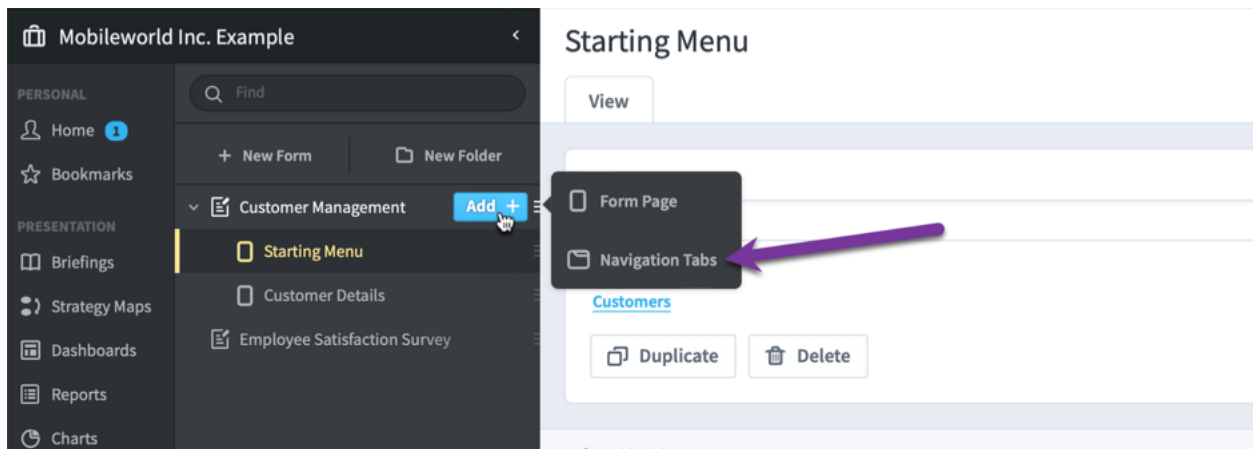 Mobileworld Inc. Example
PERSONAL
Home 1
Bookmarks
PRESENTATION
Briefings
Strategy Maps
Dashboards
Reports
Charts
Find
+ New Form
New Folder
Customer Management
Add +
Starting Menu
Customer Details
Employee Satisfaction Survey
Form Page
Navigation Tabs
Starting Menu
View
Customers
Duplicate
Delete